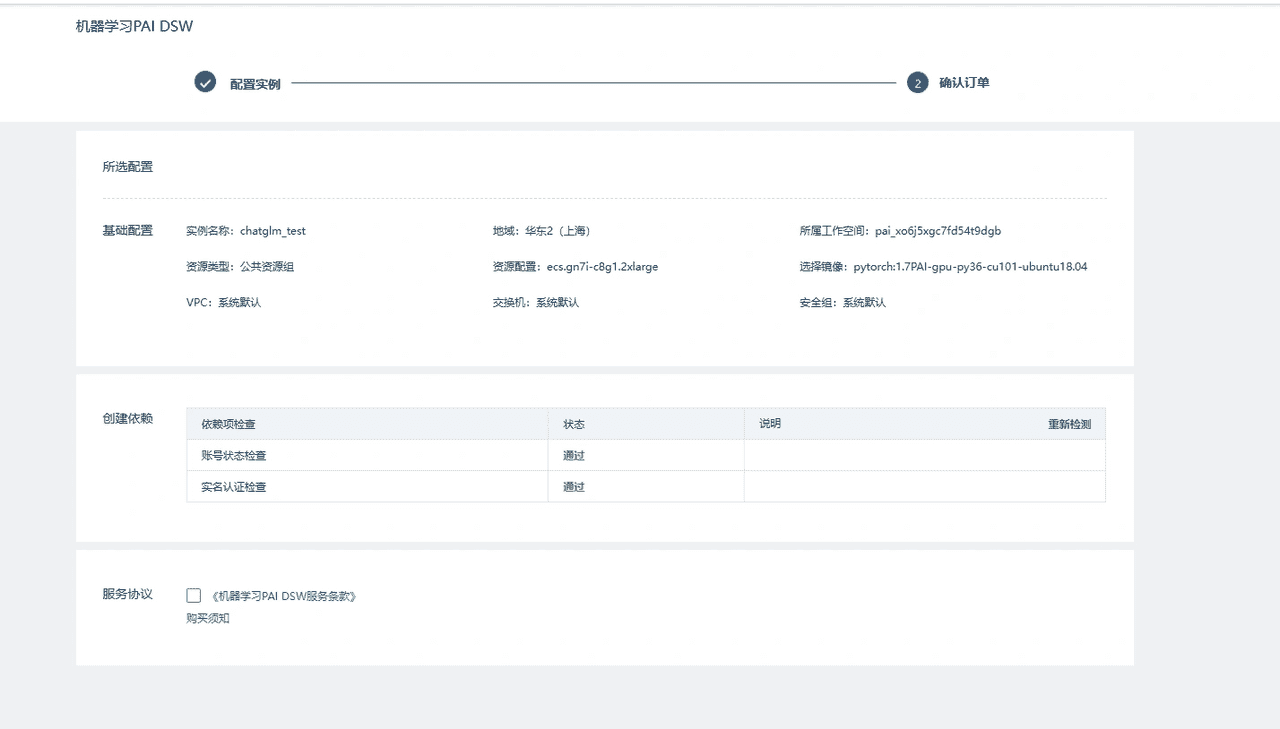 机器学习PAI DSW
配置实例
2 确认订单
所选配置
基础配置 实例名称：chatglm_test 地域：华东2（上海） 所属工作空间：pai_xo6j5xgc7fd54t9dgb
资源类型：公共资源组 资源配置：ecs.gn7i-c8g1.2xlarge 选择镜像：pytorch:1.7PAI-gpu-py36-cu101-ubuntu18.04
VPC：系统默认 交换机：系统默认 安全组：系统默认
创建依赖 依赖项检查 状态 说明 重新检测
账号状态检查 通过
实名认证检查 通过
服务协议 《机器学习PAI DSW服务条款》
购买须知